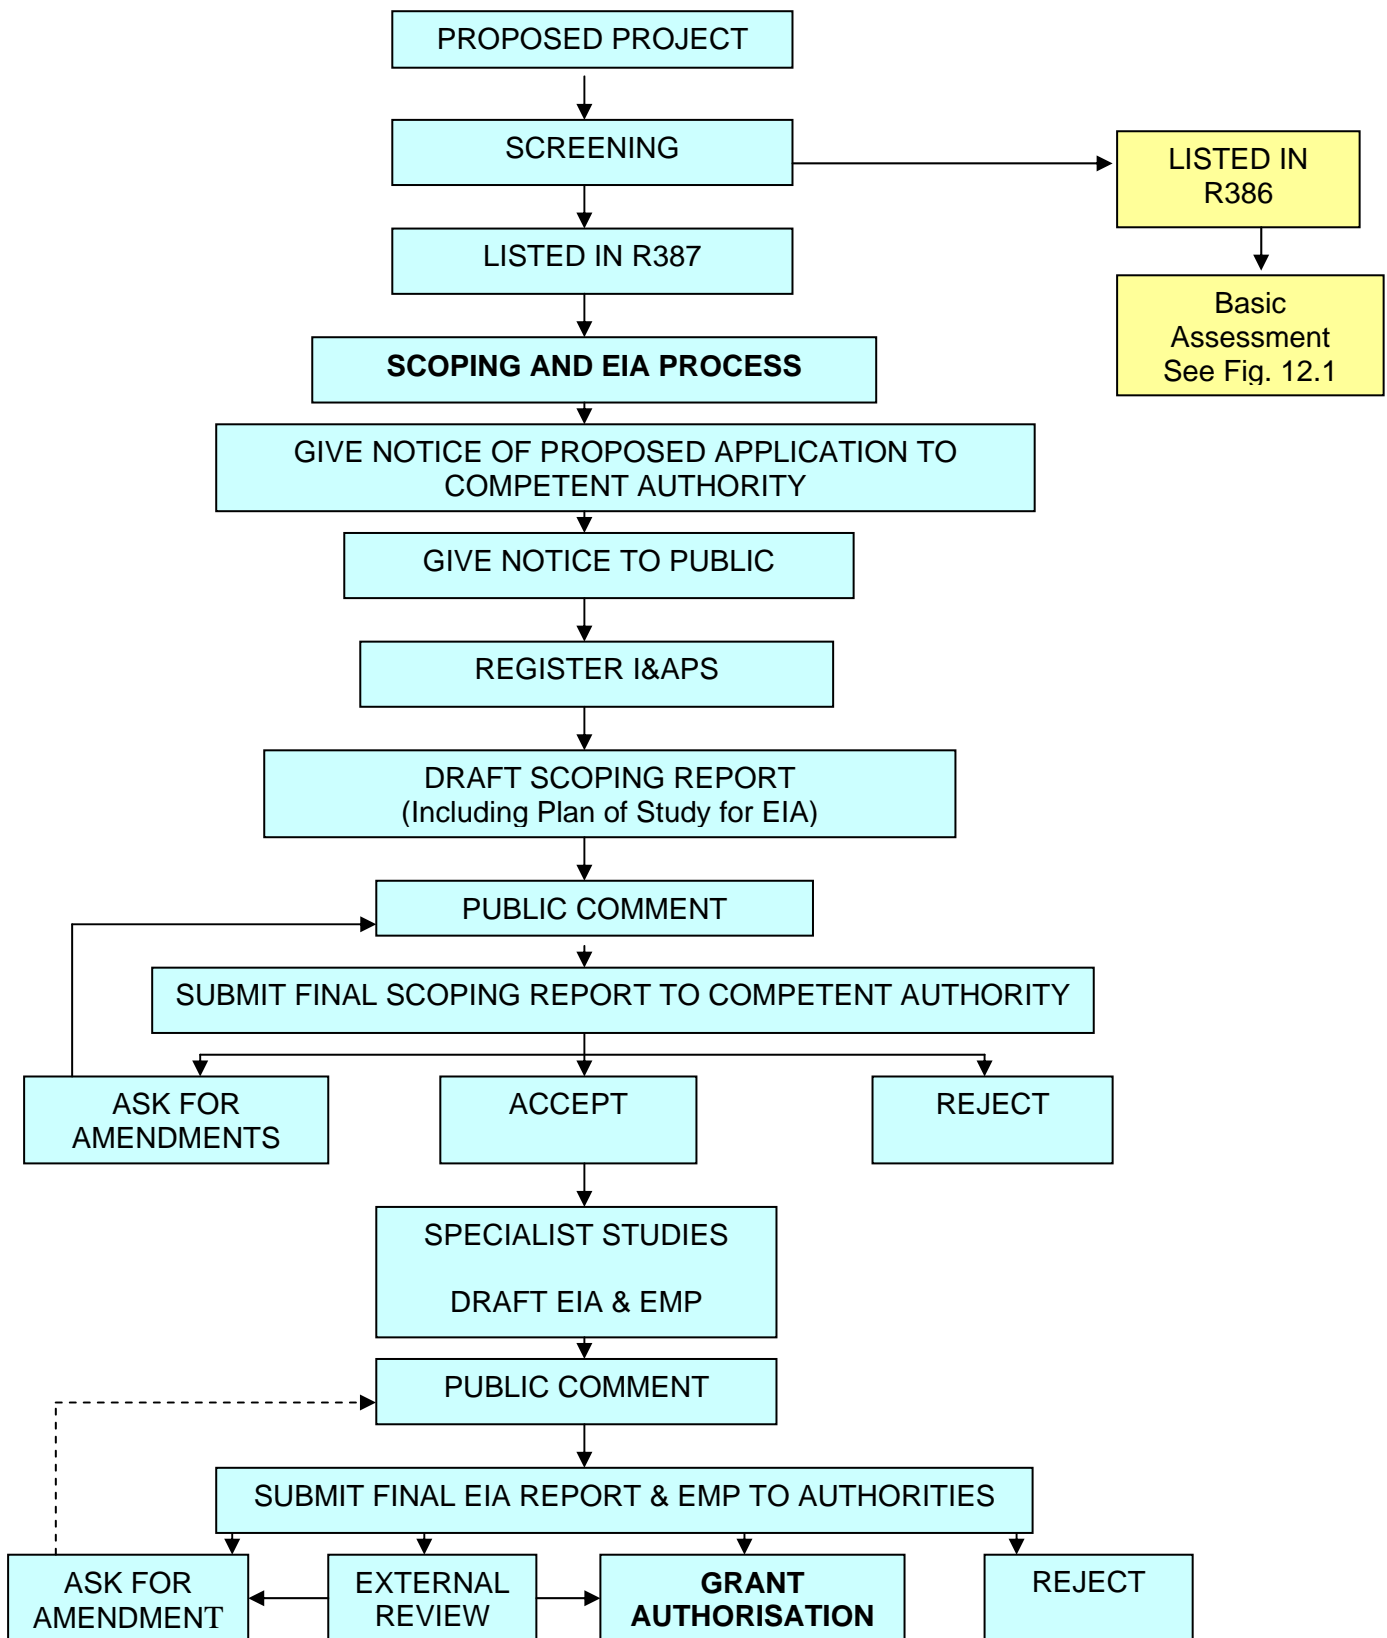 PROPOSED PROJECT
SCREENING
LISTED IN
R386
LISTED IN R387
Basic
Assessment
See Fig. 12.1
SCOPING AND EIA PROCESS
GIVE NOTICE OF PROPOSED APPLICATION TO
COMPETENT AUTHORITY
GIVE NOTICE TO PUBLIC
REGISTER I&APS
DRAFT SCOPING REPORT
(Including Plan of Study for EIA)
PUBLIC COMMENT
SUBMIT FINAL SCOPING REPORT TO COMPETENT AUTHORITY
ASK FOR
AMENDMENTS
ACCEPT
REJECT
SPECIALIST STUDIES
DRAFT EIA & EMP
PUBLIC COMMENT
SUBMIT FINAL EIA REPORT & EMP TO AUTHORITIES
ASK FOR
AMENDMENT
EXTERNAL
REVIEW
GRANT
AUTHORISATION
REJECT